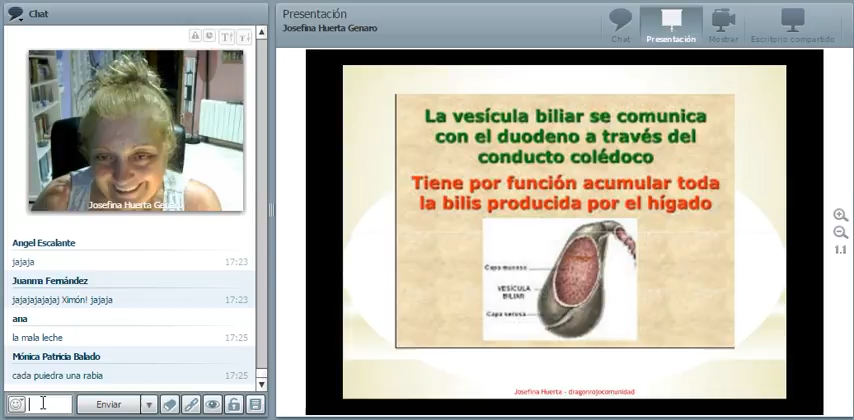 Chat
Josefina Huerta Genaro
Angel Escalante
jajaja 17:23
Juanma Fernández
jajajajajajaj Ximón! jajaja 17:23
ana
la mala leche 17:25
Mónica Patricia Balado
cada puiedra una rabia 17:25
Enviar
Presentación
Josefina Huerta Genaro
Chat
Presentación
Mostrar
Escritorio compartido
La vesícula biliar se comunica
con el duodeno a través del
conducto colédoco
Tiene por función acumular toda
la bilis producida por el hígado
Capa mucosa
VESÍCULA
BILIAR
Capa serosa
Josefina Huerta - dragonrojocomunidad
1.1